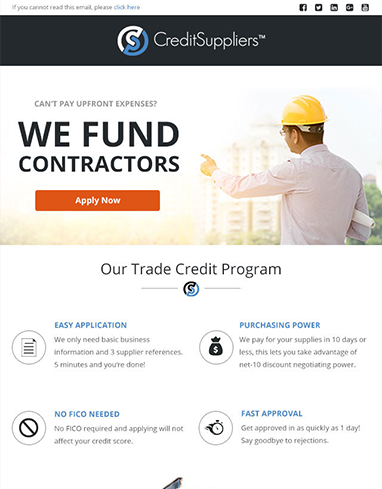 If you cannot read this email, please click here
CreditSuppliers™
CAN'T PAY UPFRONT EXPENSES?
WE FUND
CONTRACTORS
Apply Now
Our Trade Credit Program
EASY APPLICATION
We only need basic business
information and 3 supplier references.
5 minutes and you're done!
PURCHASING POWER
We pay for your supplies in 10 days or
less, this lets you take advantage of
net-10 discount negotiating power.
NO FICO NEEDED
No FICO required and applying will not
affect your credit score.
FAST APPROVAL
Get approved in as quickly as 1 day!
Say goodbye to rejections.